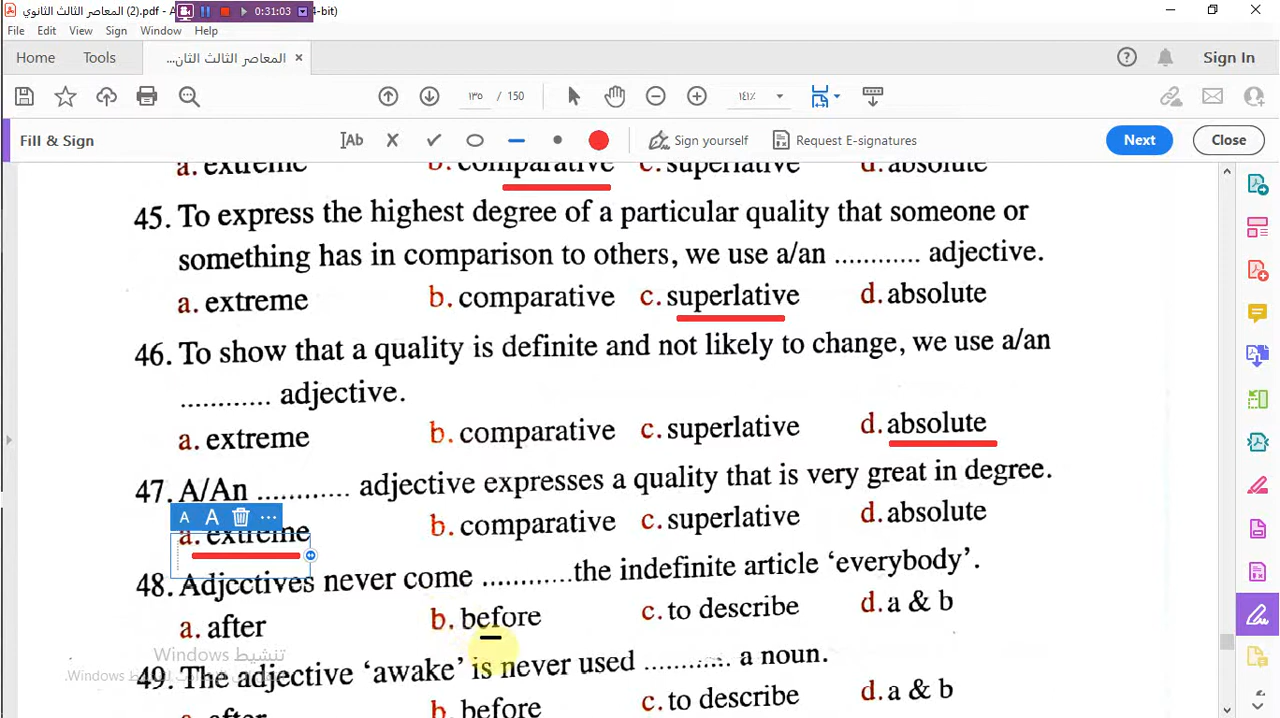 المعاصر الثالث الثانوي (2).pdf - A
0:31:03
4-bit)
File Edit View Sign Window Help
Home Tools المعاصر الثالث الثان... × Sign In
١٣٥ / 150 ١٤١٪
Fill & Sign Ab Sign yourself Request E-signatures Next Close
a. extreme b. comparative c. superlative d. absolute
45. To express the highest degree of a particular quality that someone or
something has in comparison to others, we use a/an ............ adjective.
a. extreme b. comparative c. superlative d. absolute
46. To show that a quality is definite and not likely to change, we use a/an
............ adjective.
a. extreme b. comparative c. superlative d. absolute
47. A/An ............ adjective expresses a quality that is very great in degree.
A A ...
a. extreme b. comparative c. superlative d. absolute
48. Adjectives never come ............the indefinite article ‘everybody’.
a. after b. before c. to describe d. a & b
تنشيط Windows
49. The adjective ‘awake’ is never used ............ a noun.
Windows.
a. after b. before c. to describe d. a & b